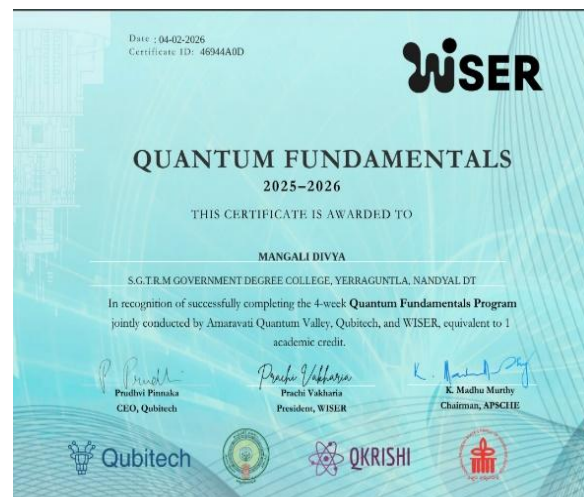 Date : 04-02-2026
Certificate ID: 46944A0D
WISER
QUANTUM FUNDAMENTALS
2025–2026
THIS CERTIFICATE IS AWARDED TO
MANGALI DIVYA
S.G.T.R.M GOVERNMENT DEGREE COLLEGE, YERRAGUNTLA, NANDYAL DT
In recognition of successfully completing the 4-week Quantum Fundamentals Program
jointly conducted by Amaravati Quantum Valley, Qubitech, and WISER, equivalent to 1
academic credit.
P. Prudhvi
Prachi Vakharia
Prudhvi Pinnaka
Prachi Vakharia
K. Madhu Murthy
CEO, Qubitech
President, WISER
Chairman, APSCHE
Qubitech
QKRISHI